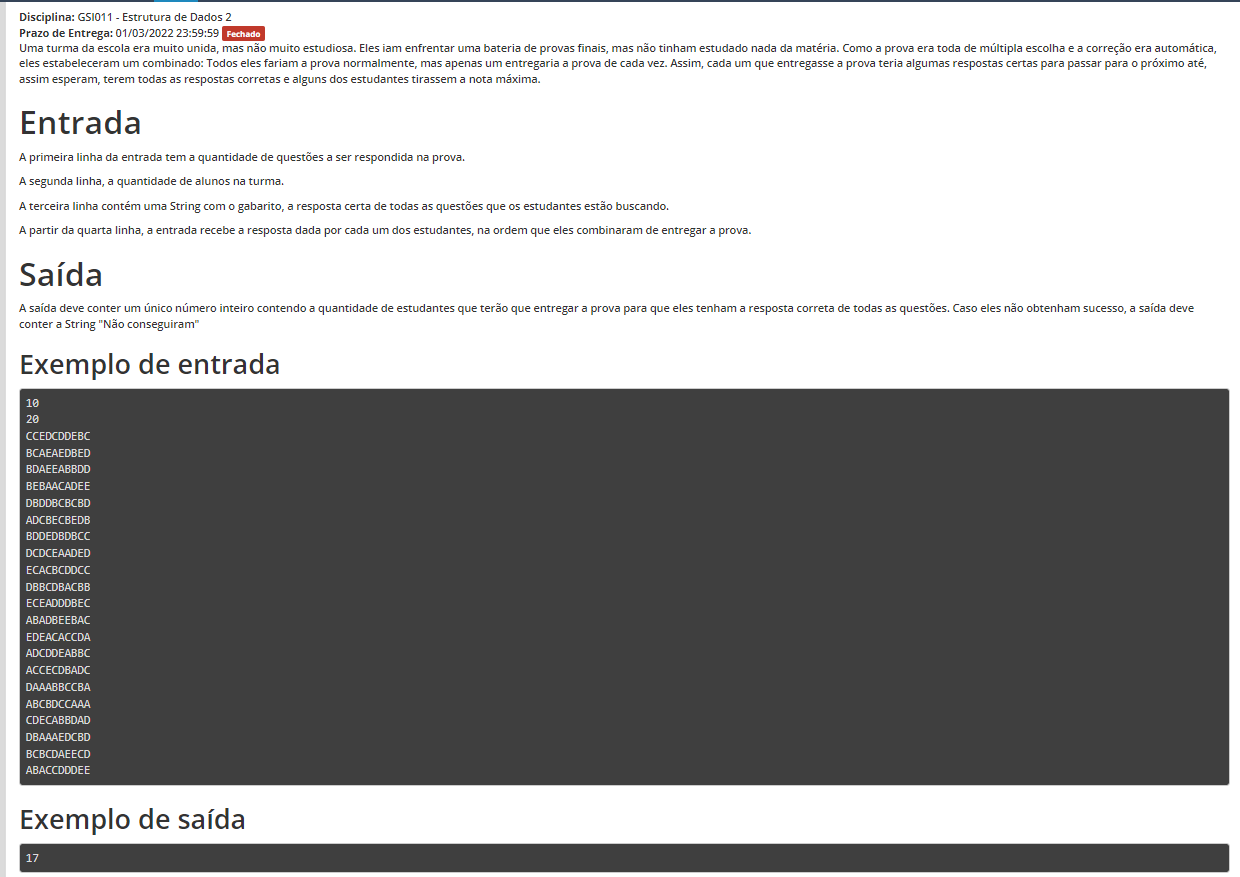 Disciplina: GSI011 - Estrutura de Dados 2
Prazo de Entrega: 01/03/2022 23:59:59 Fechado
Uma turma da escola era muito unida, mas não muito estudiosa. Eles iam enfrentar uma bateria de provas finais, mas não tinham estudado nada da matéria. Como a prova era toda de múltipla escolha e a correção era automática,
eles estabeleceram um combinado: Todos eles fariam a prova normalmente, mas apenas um entregaria a prova de cada vez. Assim, cada um que entregasse a prova teria algumas respostas certas para passar para o próximo até,
assim esperam, terem todas as respostas corretas e alguns dos estudantes tirassem a nota máxima.
Entrada
A primeira linha da entrada tem a quantidade de questões a ser respondida na prova.
A segunda linha, a quantidade de alunos na turma.
A terceira linha contém uma String com o gabarito, a resposta certa de todas as questões que os estudantes estão buscando.
A partir da quarta linha, a entrada recebe a resposta dada por cada um dos estudantes, na ordem que eles combinaram de entregar a prova.
Saída
A saída deve conter um único número inteiro contendo a quantidade de estudantes que terão que entregar a prova para que eles tenham a resposta correta de todas as questões. Caso eles não obtenham sucesso, a saída deve
conter a String "Não conseguiram"
Exemplo de entrada
10
20
CCEDCDDEBC
BCAEAEDBED
BDAEEABBDD
BEBAACADEE
DBDDBCBCBD
ADCBECBEDB
BDDEDBDBCC
DCDCEAADED
ECACBCDDCC
DBBCDBACBB
ECEADDDBEC
ABADBEEBAC
EDEACACCDA
ADCDDEABBC
ACCECDBADC
DAAABBCCBA
ABCBDCCAAA
CDECABBDAD
DBAAAEDCBD
BCBCDAEECD
ABACCDDDEE
Exemplo de saída
17